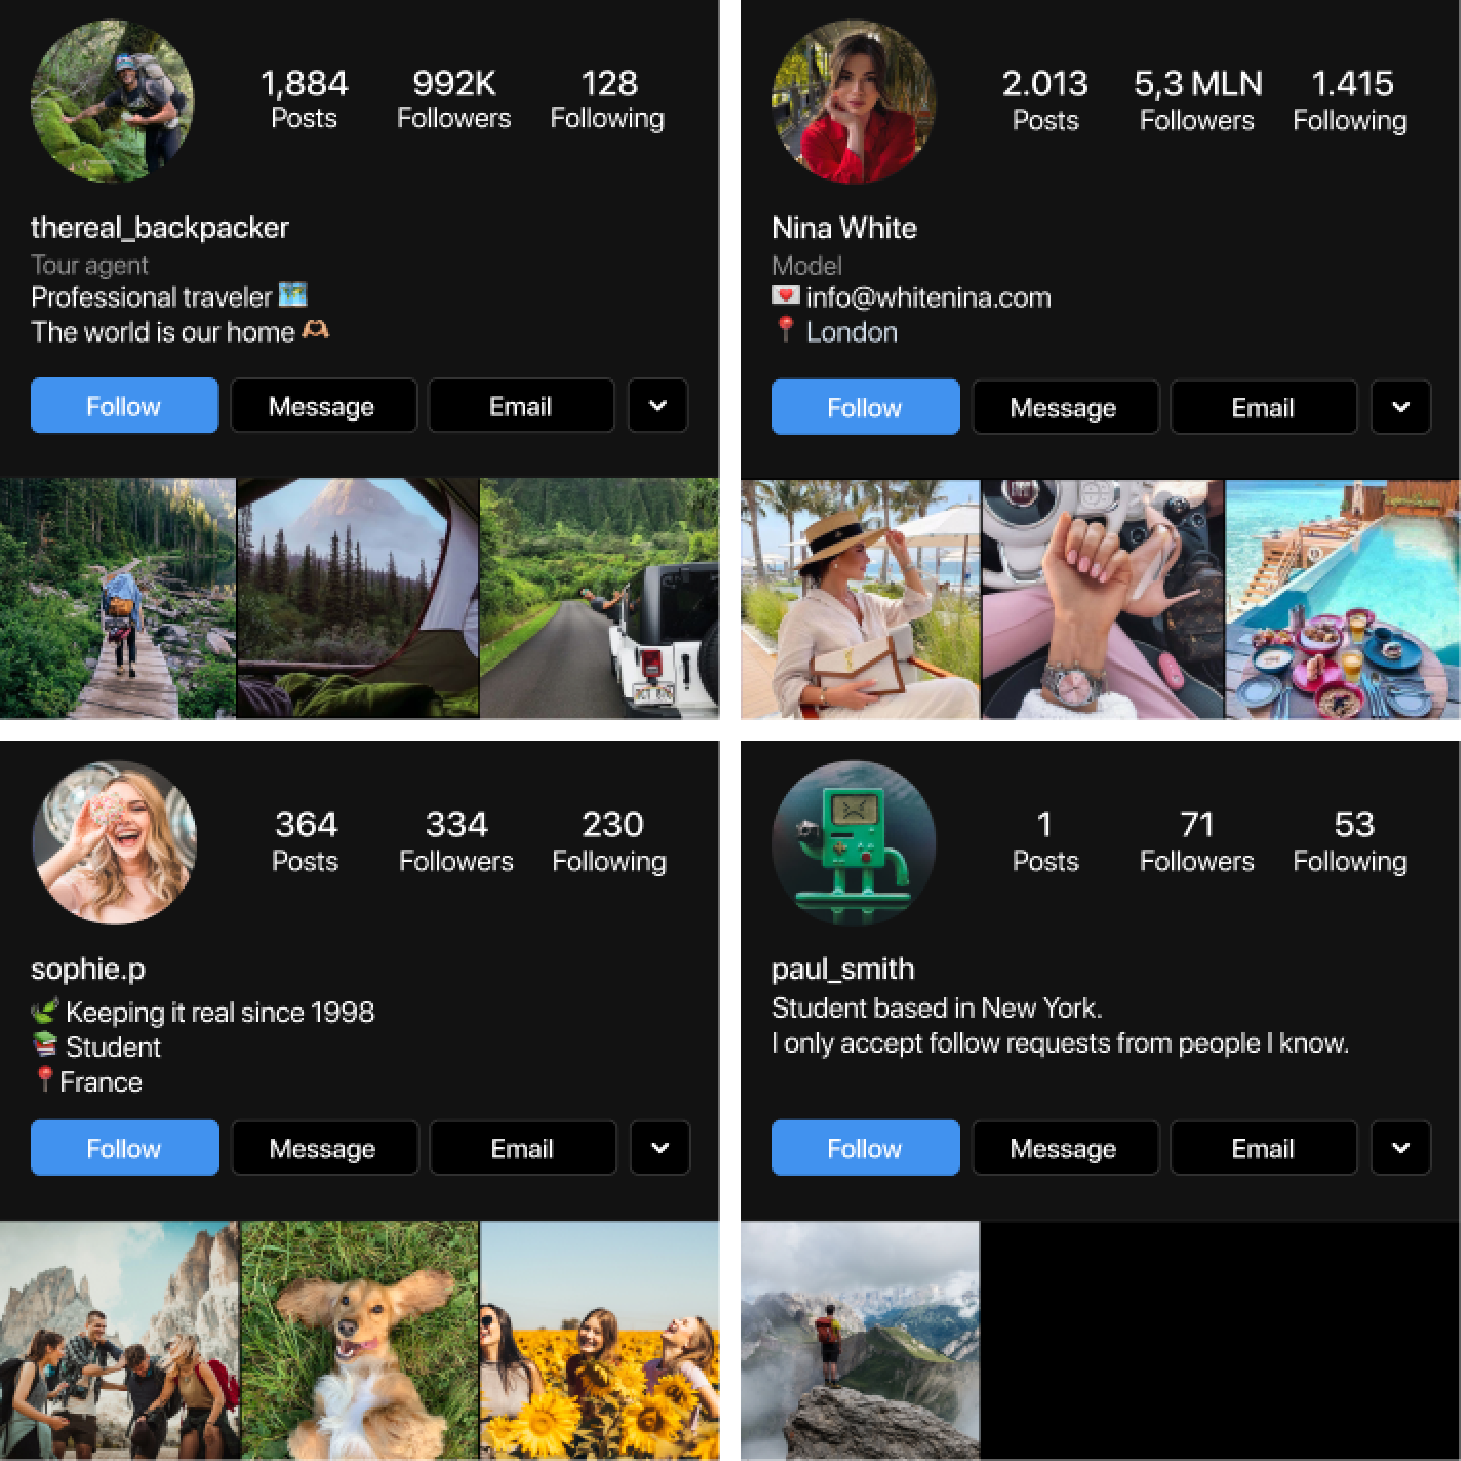 1,884 992K 128
Posts Followers Following
thereal_backpacker
Tour agent
Professional traveler
The world is our home
Follow Message Email
2.013 5,3 MLN 1.415
Posts Followers Following
Nina White
Model
info@whitenina.com
London
Follow Message Email
364 334 230
Posts Followers Following
sophie.p
Keeping it real since 1998
Student
France
Follow Message Email
1 71 53
Posts Followers Following
paul_smith
Student based in New York.
I only accept follow requests from people I know.
Follow Message Email